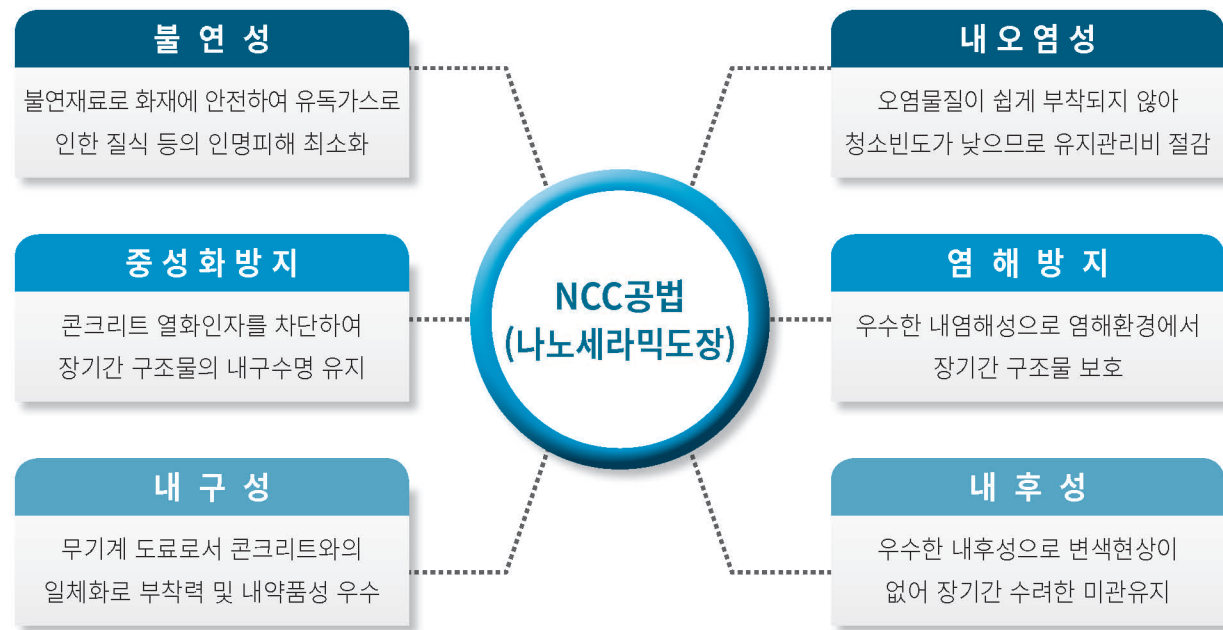 불연성
불연재료로 화재에 안전하여 유독가스로
인한 질식 등의 인명피해 최소화
중성화방지
콘크리트 열화인자를 차단하여
장기간 구조물의 내구수명 유지
내구성
무기계 도료로서 콘크리트와의
일체화로 부착력 및 내약품성 우수
NCC공법
(나노세라믹도장)
내오염성
오염물질이 쉽게 부착되지 않아
청소빈도가 낮으므로 유지관리비 절감
염해방지
우수한 내염해성으로 염해환경에서
장기간 구조물 보호
내후성
우수한 내후성으로 변색현상이
없어 장기간 수려한 미관유지